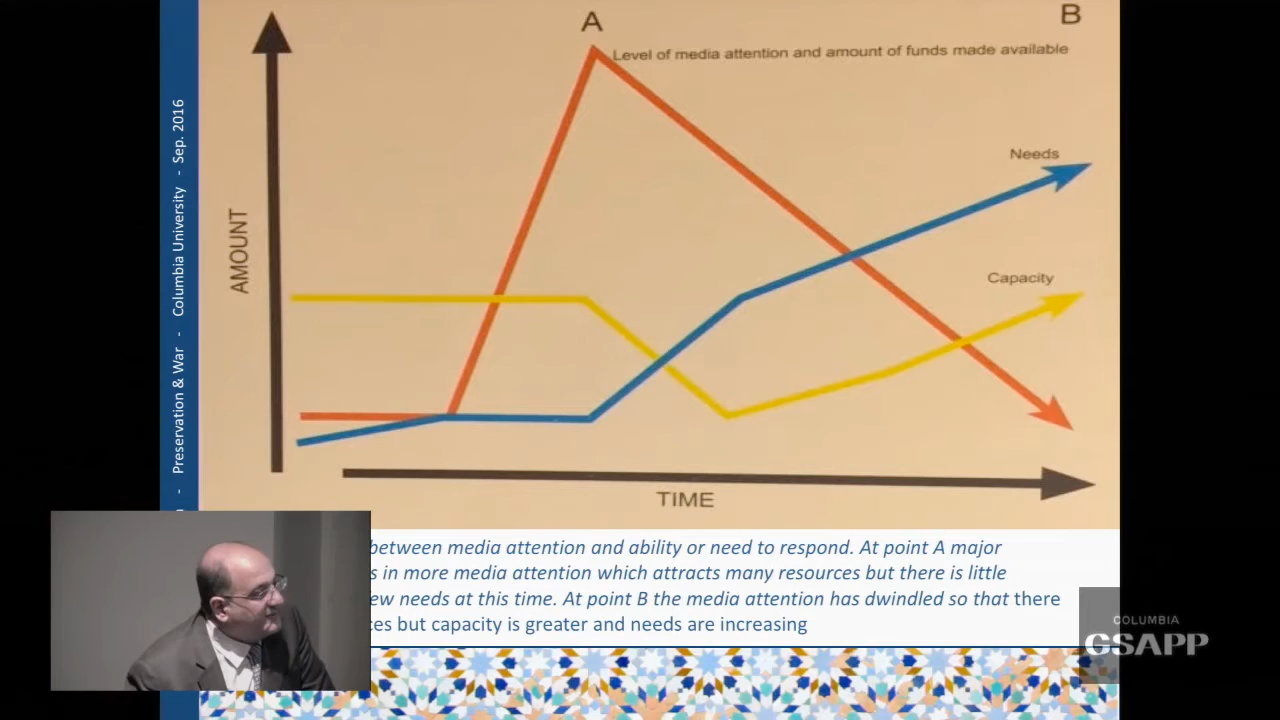 A
B
Level of media attention and amount of funds made available
Needs
Capacity
AMOUNT
TIME
- Preservation & War - Columbia University - Sep. 2016
between media attention and ability or need to respond. At point A major
in more media attention which attracts many resources but there is little
needs at this time. At point B the media attention has dwindled so that there
but capacity is greater and needs are increasing
COLUMBIA
GSAPP